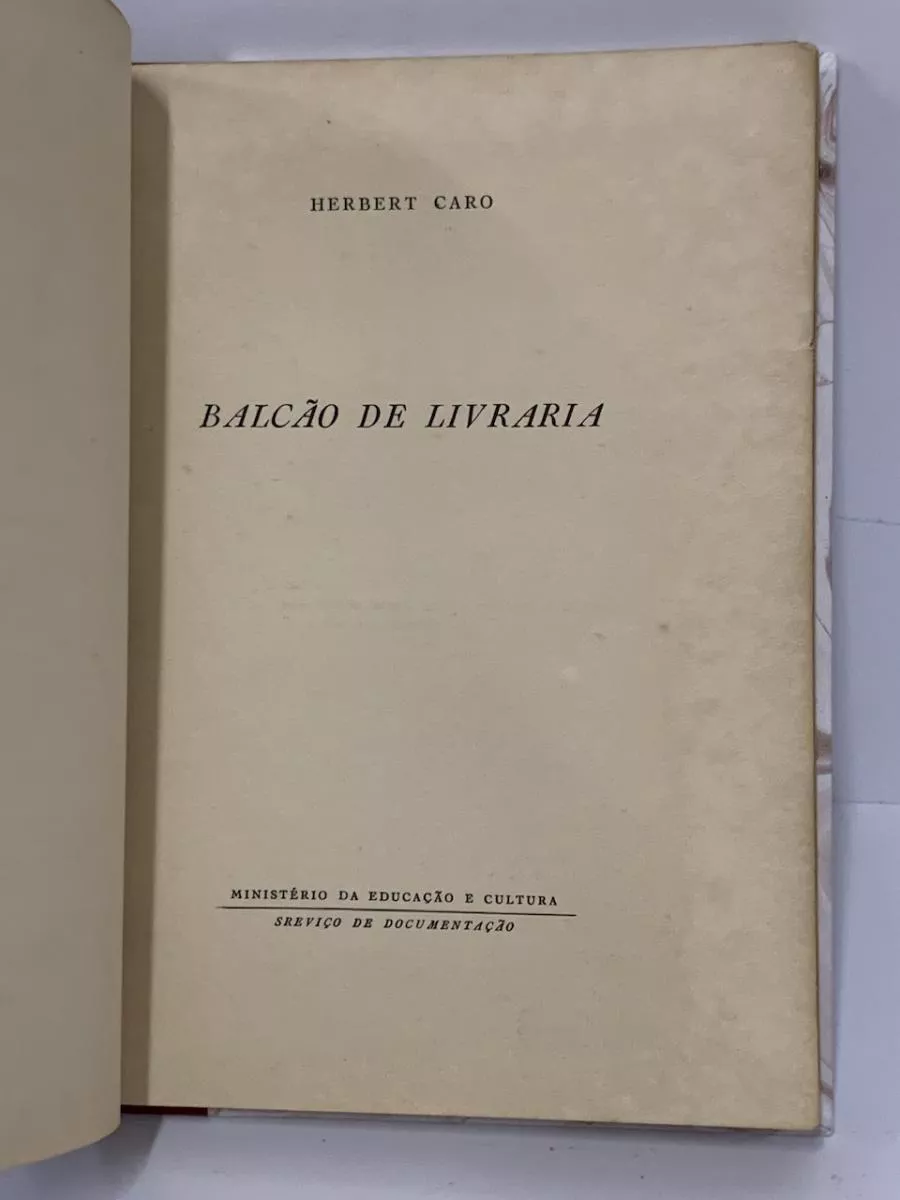 HERBERT CARO
BALCÃO DE LIVRARIA
MINISTÉRIO DA EDUCAÇÃO E CULTURA
SREVIÇO DE DOCUMENTAÇÃO